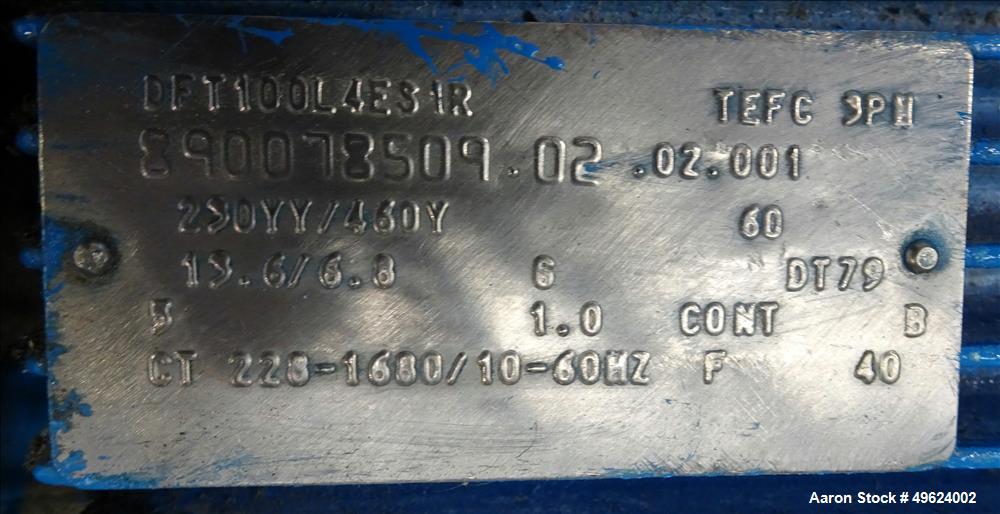 DFT100L4ES1R TEFC 3PH
890078509.02 .02.001
230YY/460Y 60
13.6/6.8 G DT79
5 1.0 CONT B
CT 228-1680/10-60HZ F 40
Aaron Stock # 49624002